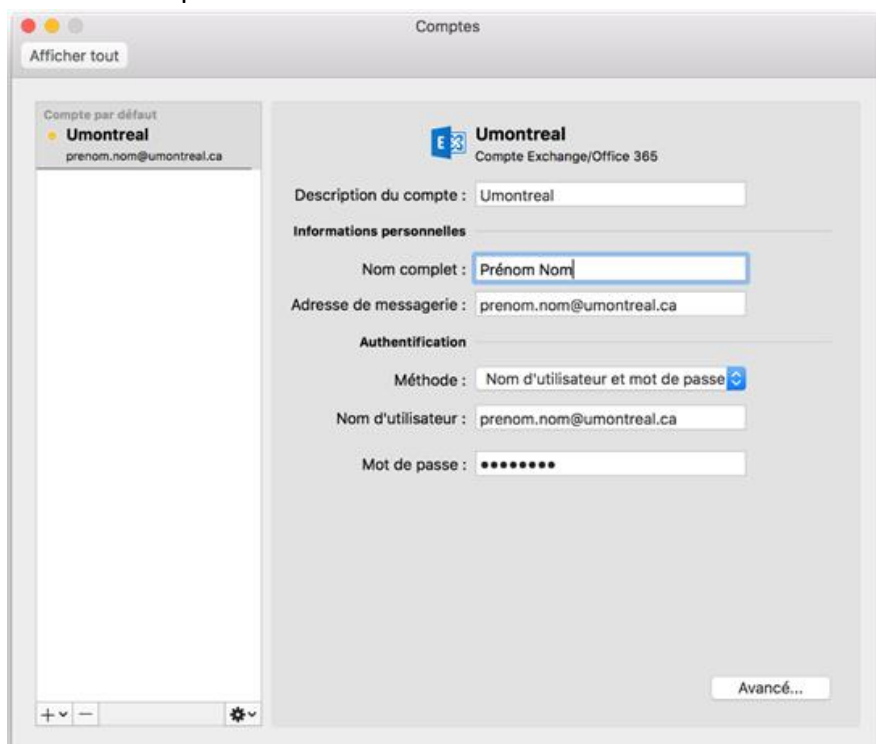 Comptes
Afficher tout
Compte par défaut
Umontreal
prenom.nom@umontreal.ca
E
Umontreal
Compte Exchange/Office 365
Description du compte : Umontreal
Informations personnelles
Nom complet : Prénom Nom
Adresse de messagerie : prenom.nom@umontreal.ca
Authentification
Méthode : Nom d'utilisateur et mot de passe
Nom d'utilisateur : prenom.nom@umontreal.ca
Mot de passe : ••••••••
Avancé...